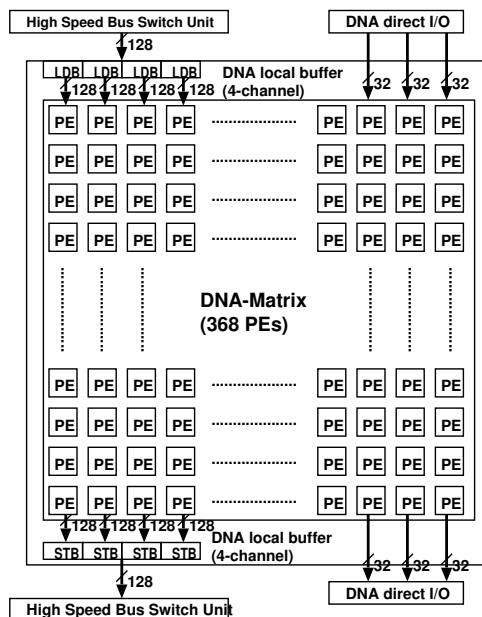 High Speed Bus Switch Unit DNA direct I/O
128
LDB LDB LDB LDB DNA local buffer
(4-channel)
128 128 128 128 32 32 32
PE PE PE PE PE PE PE
PE PE PE PE PE PE PE PE
PE PE PE PE PE PE PE PE
PE PE PE PE PE PE PE PE
DNA-Matrix
(368 PEs)
PE PE PE PE PE PE PE PE
PE PE PE PE PE PE PE PE
PE PE PE PE PE PE PE PE
PE PE PE PE PE PE PE PE
128 128 128 128
DNA local buffer
STB STB STB STB (4-channel)
32 32 32
128
High Speed Bus Switch Unit DNA direct I/O